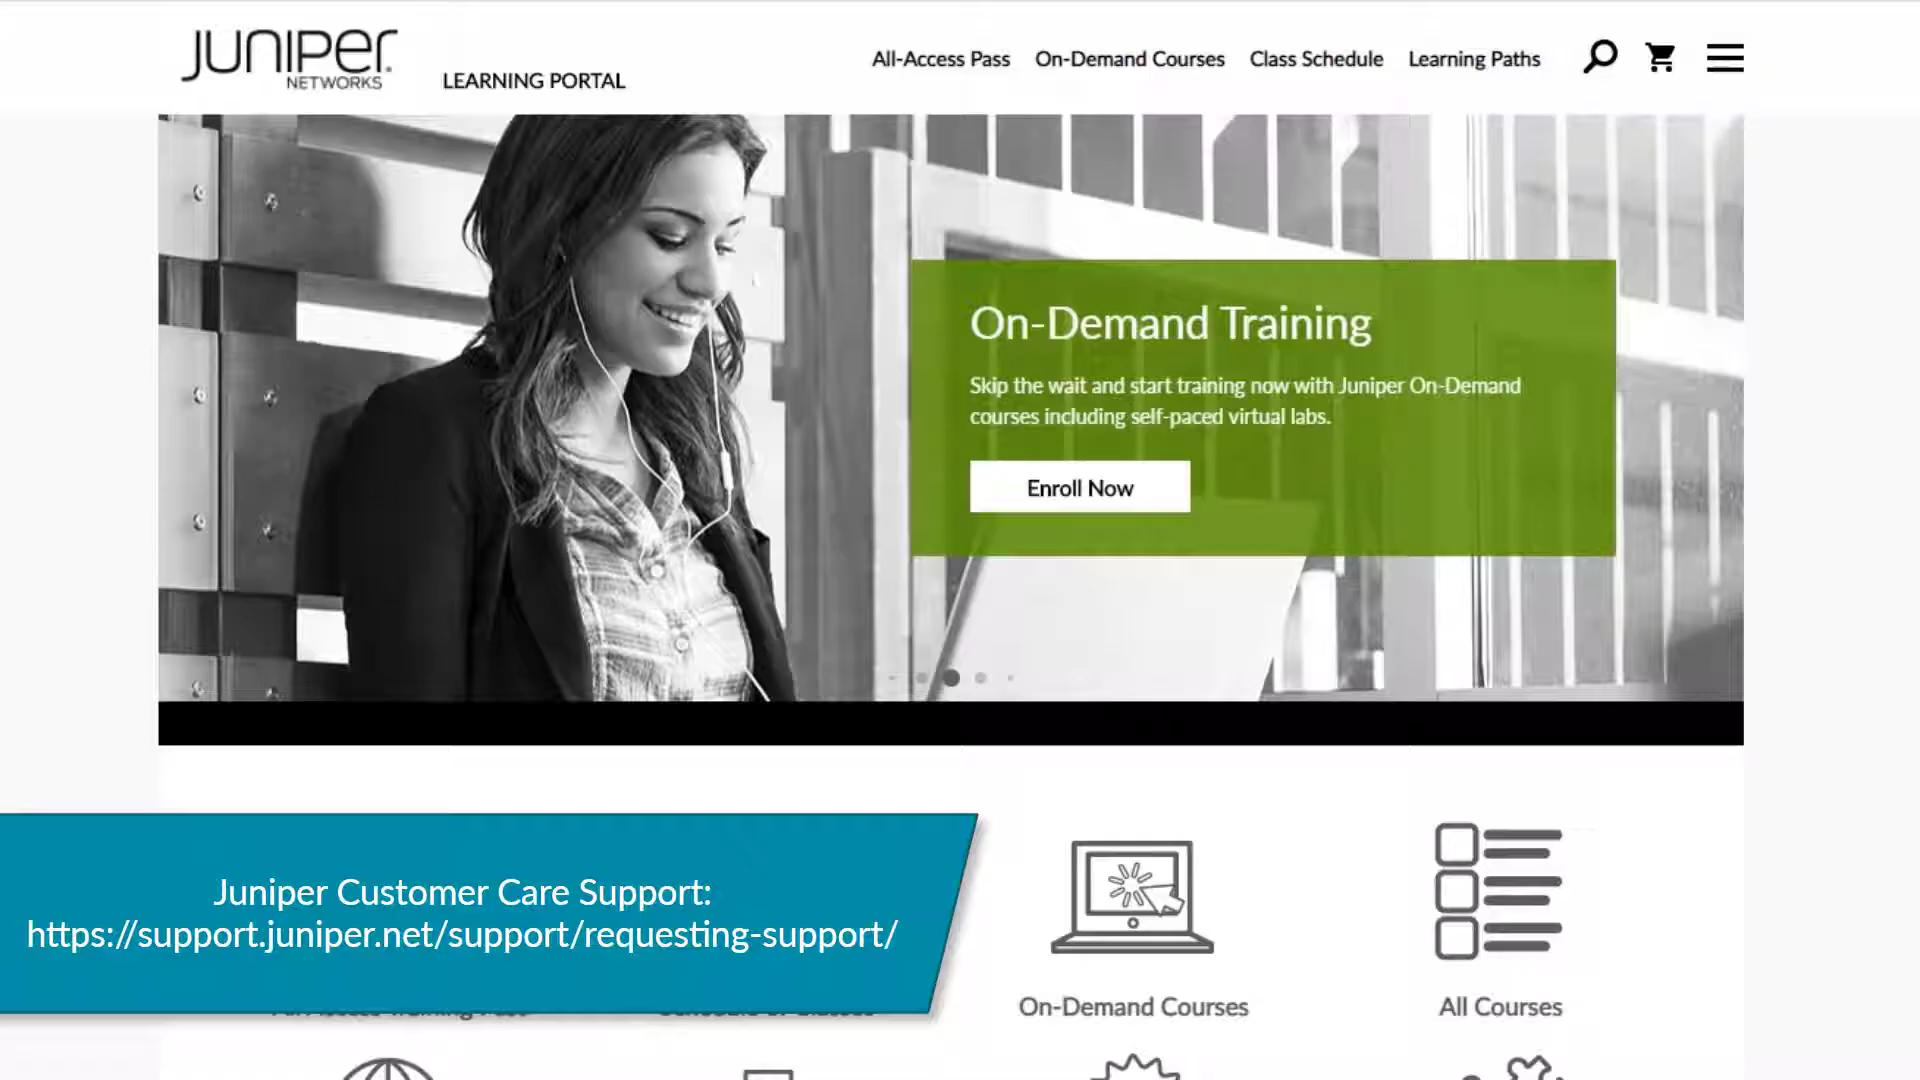 JUNIPER
NETWORKS
LEARNING PORTAL
All-Access Pass
On-Demand Courses
Class Schedule
Learning Paths
On-Demand Training
Skip the wait and start training now with Juniper On-Demand
courses including self-paced virtual labs.
Enroll Now
Juniper Customer Care Support:
https://support.juniper.net/support/requesting-support/
On-Demand Courses
All Courses